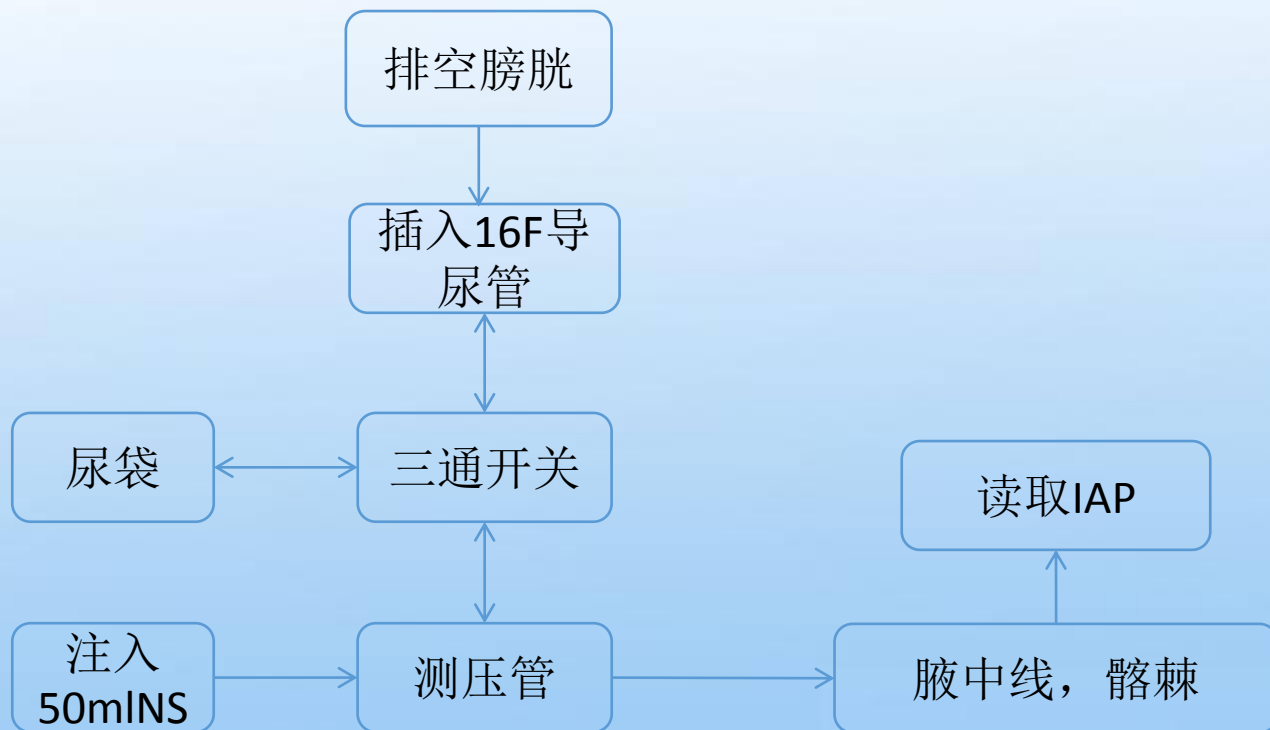 排空膀胱
插入16F导
尿管
尿袋
三通开关
读取IAP
注入
50mlNS
测压管
腋中线，髂棘